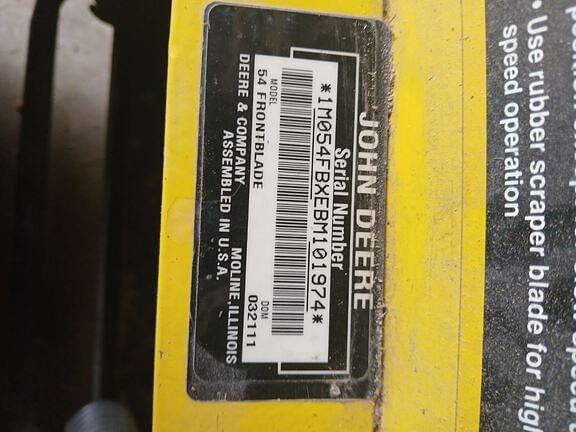 JOHN DEERE
Serial Number
*1M054FBXEBM101974*
MODEL
54 FRONTBLADE
DOM
032111
DEERE & COMPANY MOLINE, ILLINOIS
ASSEMBLED IN U.S.A.
• Use rubber scraper blade for high
speed operation